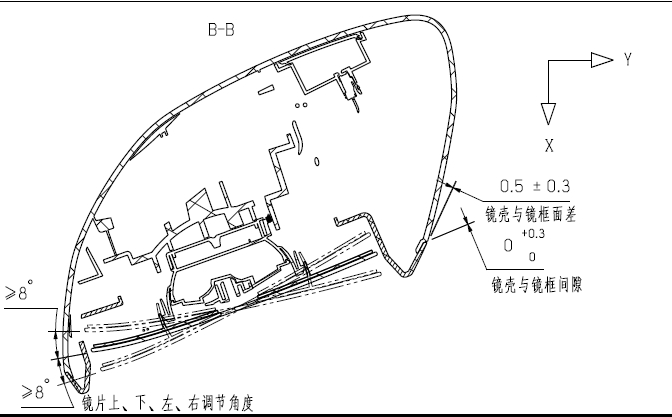 B-B
Y
X
0.5 ±0.3
镜壳与镜框面差
0 +0.3 0
镜壳与镜框间隙
≥8°
≥8°
镜片上、下、左、右调节角度